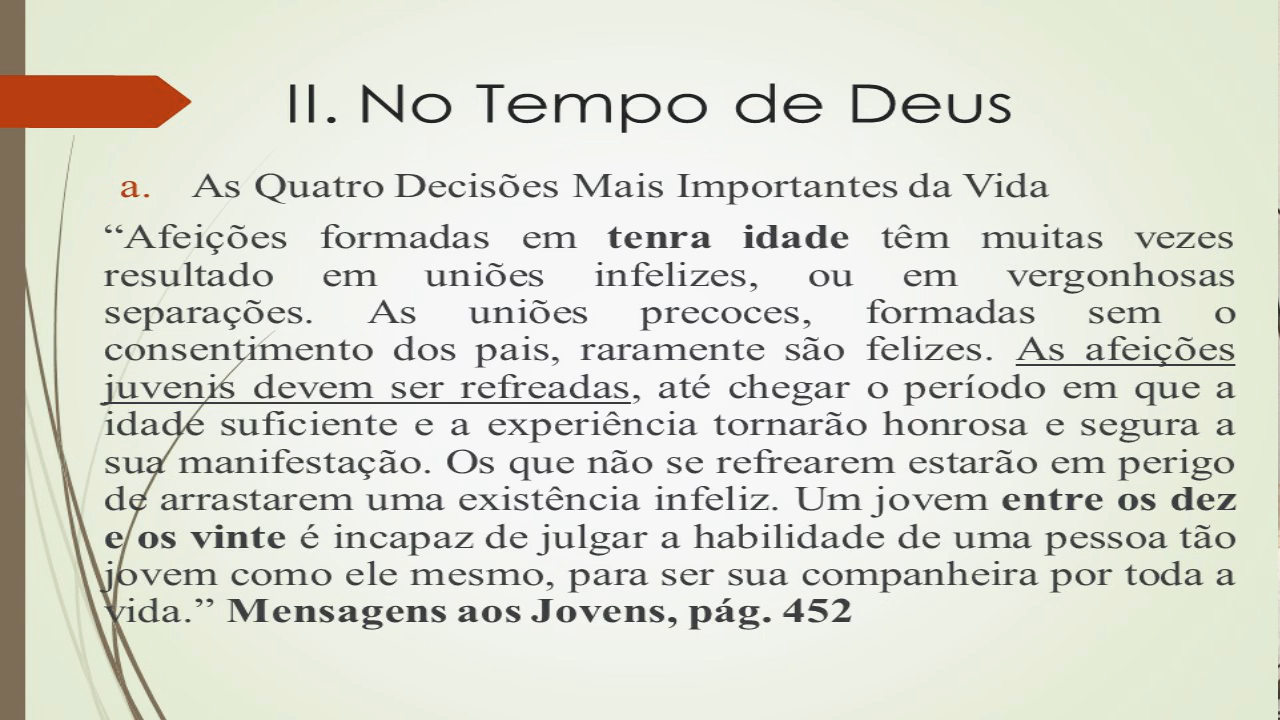 II. No Tempo de Deus
a. As Quatro Decisões Mais Importantes da Vida
“Afeições formadas em tenra idade têm muitas vezes
resultado em uniões infelizes, ou em vergonhosas
separações. As uniões precoces, formadas sem o
consentimento dos pais, raramente são felizes. As afeições
juvenis devem ser refreadas, até chegar o período em que a
idade suficiente e a experiência tornarão honrosa e segura a
sua manifestação. Os que não se refrearem estarão em perigo
de arrastarem uma existência infeliz. Um jovem entre os dez
e os vinte é incapaz de julgar a habilidade de uma pessoa tão
jovem como ele mesmo, para ser sua companheira por toda a
vida.” Mensagens aos Jovens, pág. 452